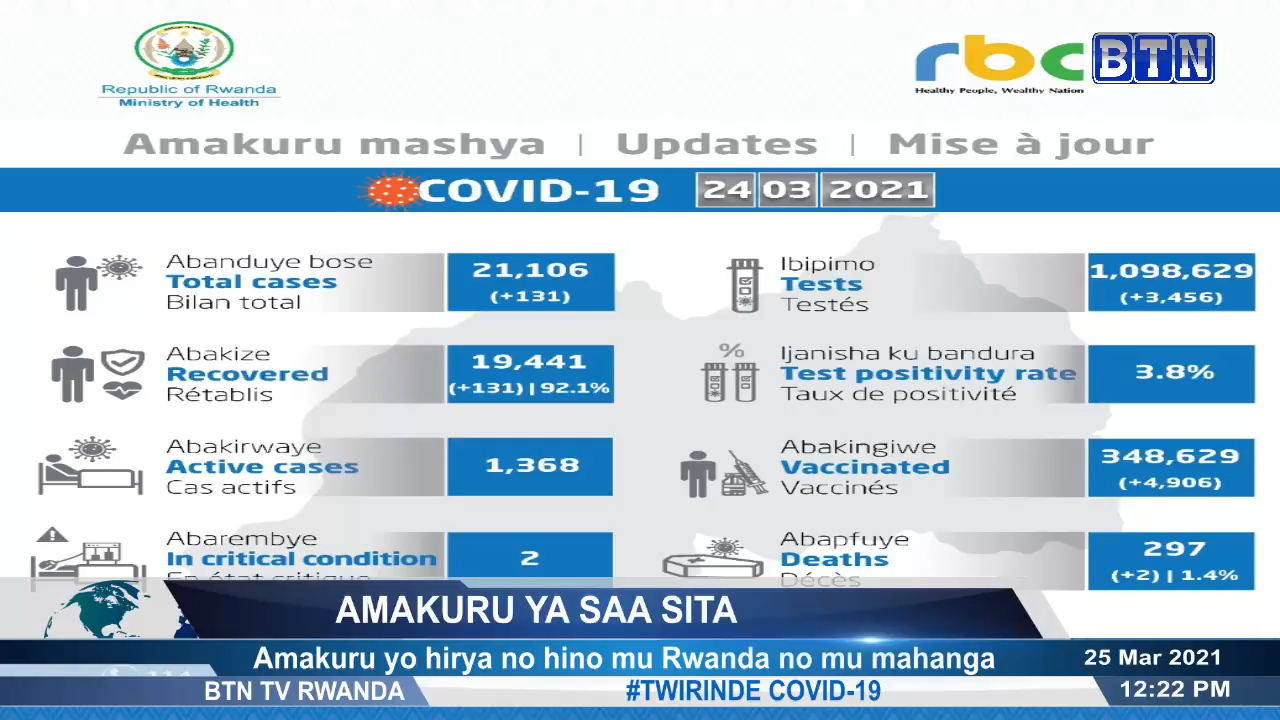 Republic of Rwanda
Ministry of Health
rbc
Healthy People, Wealthy Nation
BTN
Amakuru mashya | Updates | Mise à jour
COVID-19 24 03 2021
Abanduye bose
Total cases
Bilan total
21,106
(+131)
Ibipimo
Tests
Testés
1,098,629
(+3,456)
Abakize
Recovered
Rétablis
19,441
(+131) | 92.1%
%
Ijanisha ku bandura
Test positivity rate
Taux de positivité
3.8%
Abakirwaye
Active cases
Cas actifs
1,368
Abakingiwe
Vaccinated
Vaccinés
348,629
(+4,906)
Abarembye
In critical condition
En état critique
2
Abapfuye
Deaths
Décès
297
(+2) | 1.4%
AMAKURU YA SAA SITA
Amakuru yo hirya no hino mu Rwanda no mu mahanga
25 Mar 2021
BTN TV RWANDA
#TWIRINDE COVID-19
12:22 PM